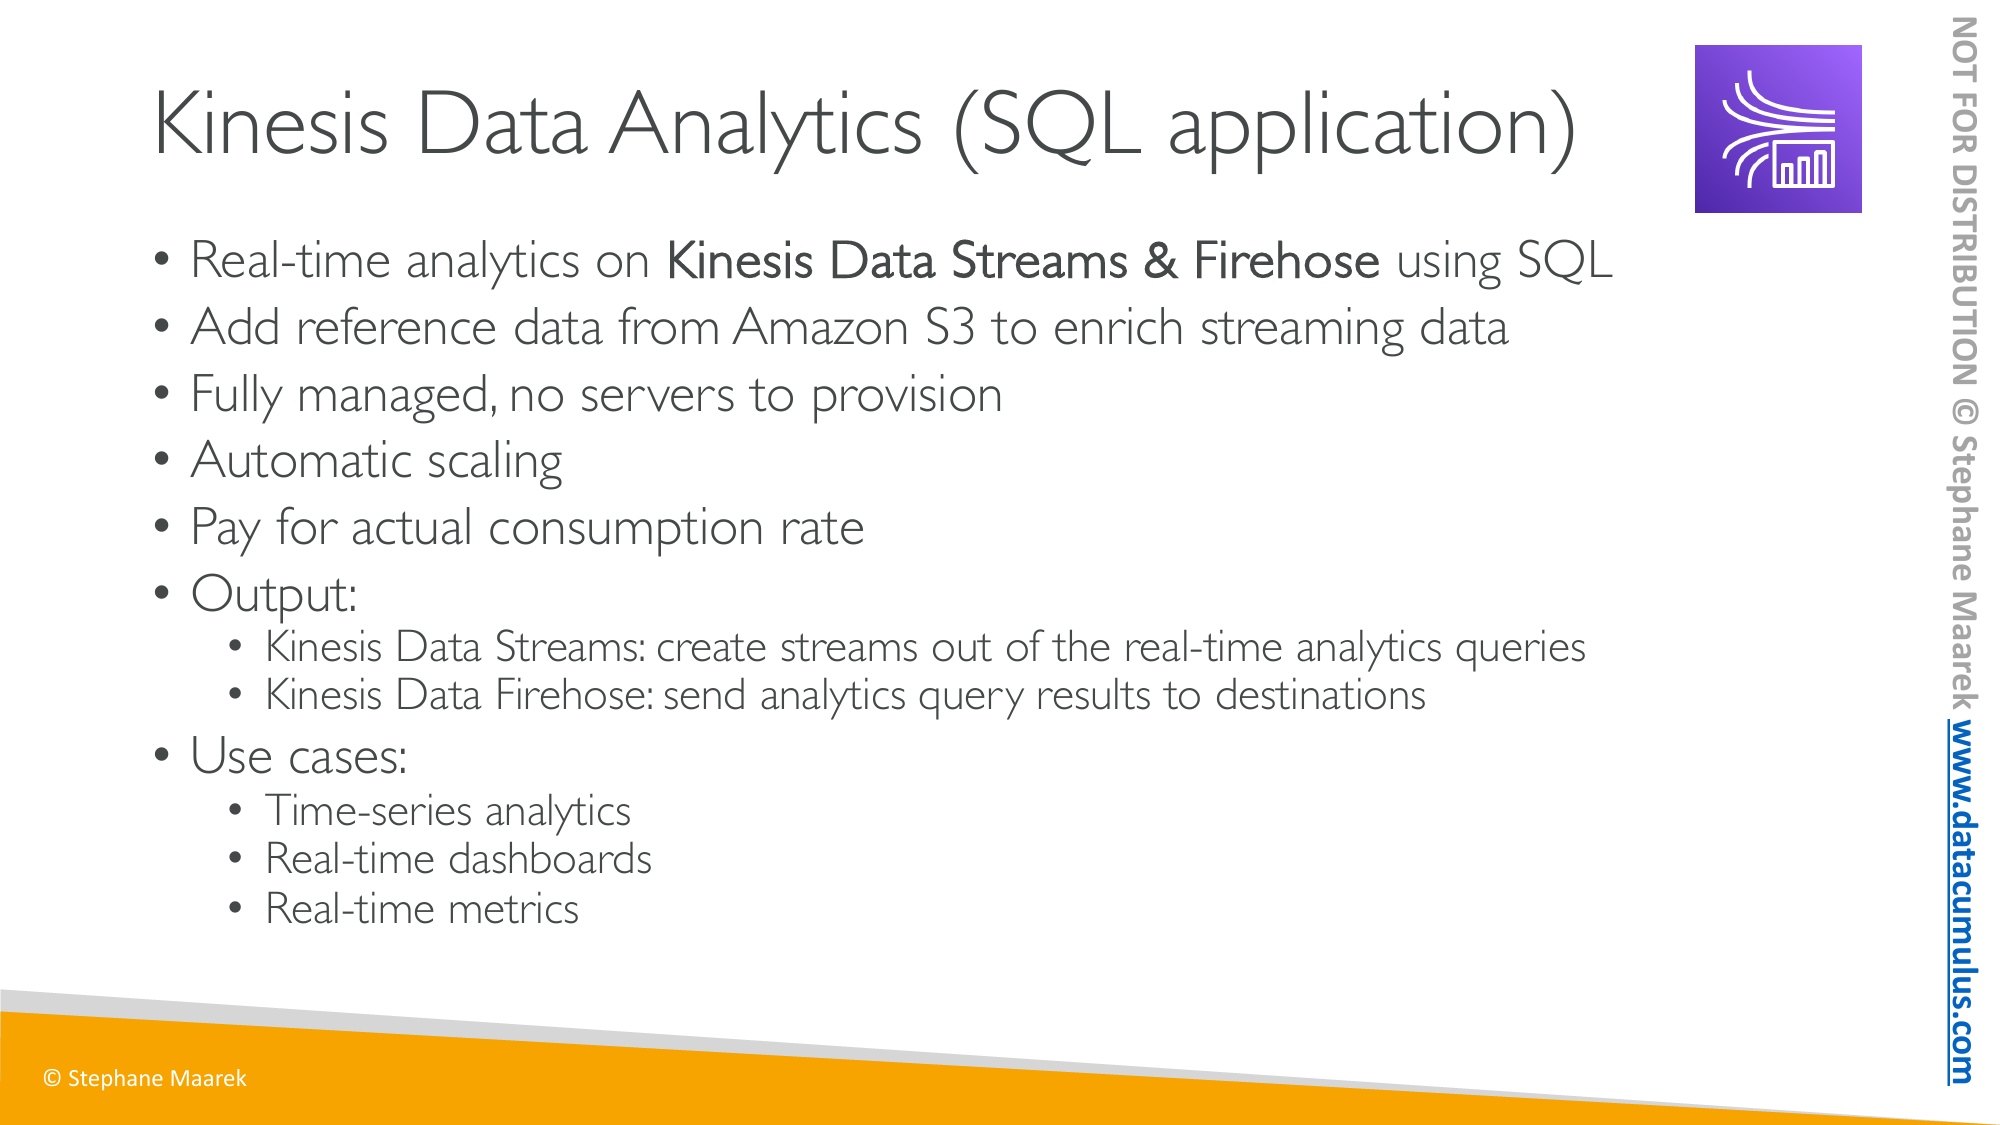 Kinesis Data Analytics (SQL application)
• Real-time analytics on Kinesis Data Streams & Firehose using SQL
• Add reference data from Amazon S3 to enrich streaming data
• Fully managed, no servers to provision
• Automatic scaling
• Pay for actual consumption rate
• Output:
• Kinesis Data Streams: create streams out of the real-time analytics queries
• Kinesis Data Firehose: send analytics query results to destinations
• Use cases:
• Time-series analytics
• Real-time dashboards
• Real-time metrics
© Stephane Maarek
NOT FOR DISTRIBUTION © Stephane Maarek www.datacumulus.com